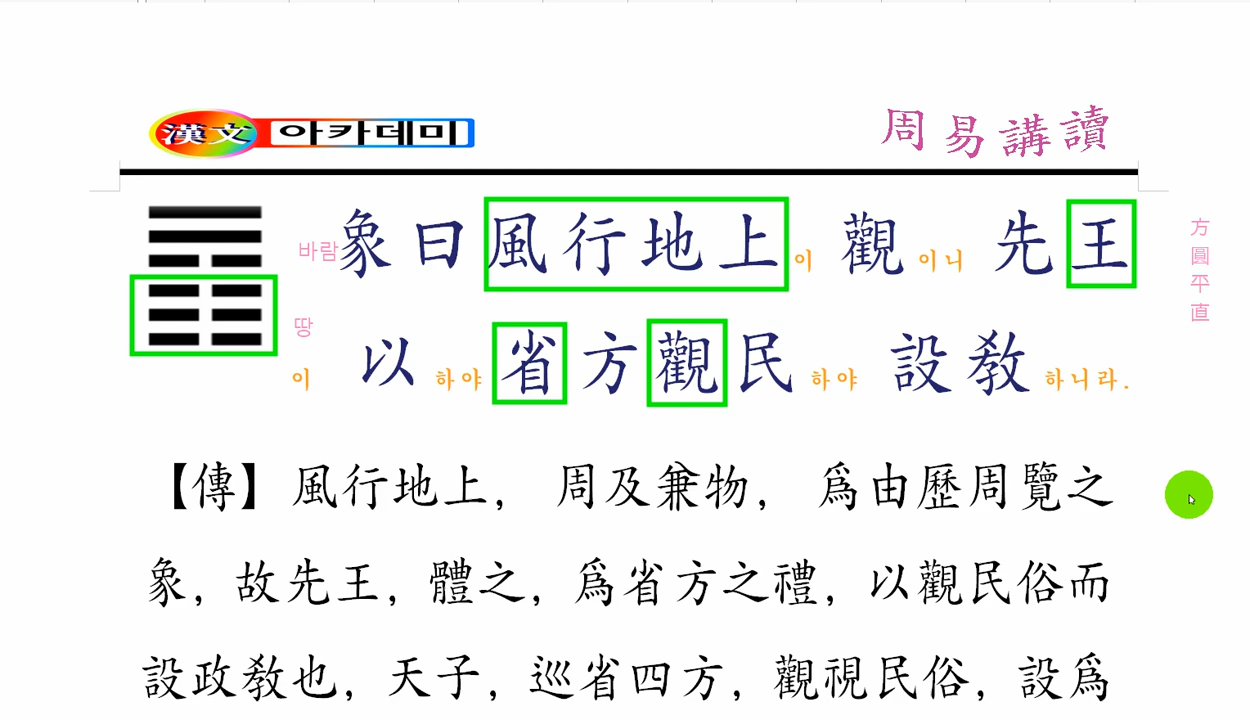 漢文 아카데미
周易講讀
바람 象曰風行地上이 觀이니 先王
땅
이 以하야 省方觀民하야 設敎하니라.
方圓平直
【傳】 風行地上, 周及兼物, 爲由歷周覽之
象, 故先王, 體之, 爲省方之禮, 以觀民俗而
設政敎也, 天子, 巡省四方, 觀視民俗, 設爲